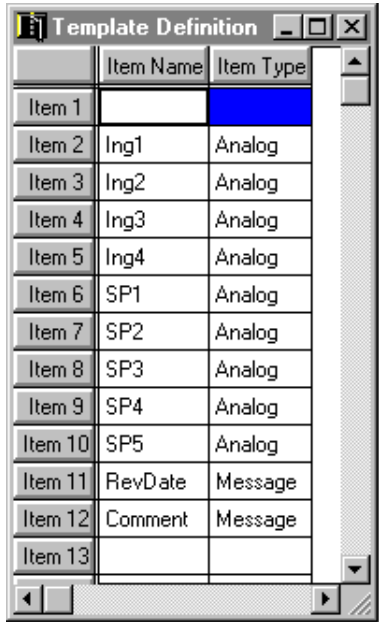 Template Definition
Item Name Item Type
Item 1
Item 2 Ing1 Analog
Item 3 Ing2 Analog
Item 4 Ing3 Analog
Item 5 Ing4 Analog
Item 6 SP1 Analog
Item 7 SP2 Analog
Item 8 SP3 Analog
Item 9 SP4 Analog
Item 10 SP5 Analog
Item 11 RevDate Message
Item 12 Comment Message
Item 13